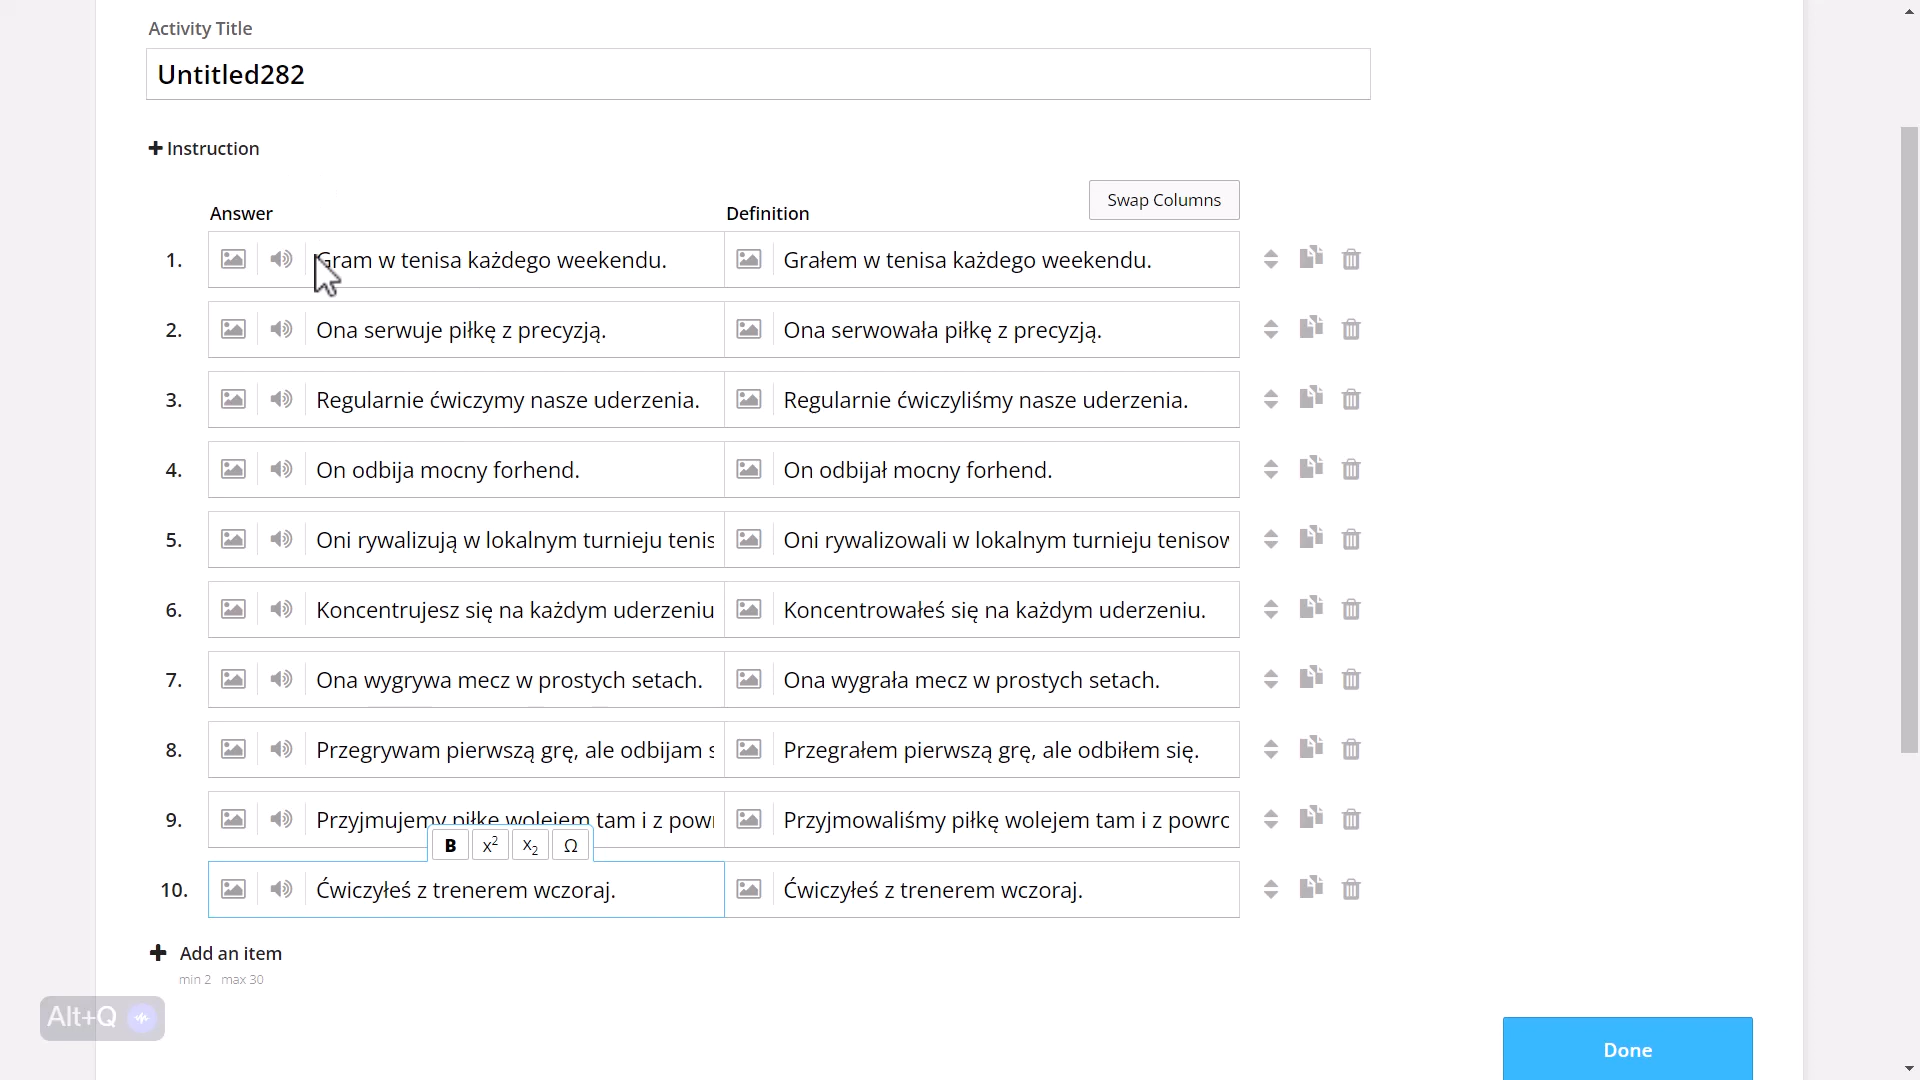 Activity Title
Untitled282
+ Instruction
Swap Columns
Answer Definition
1. Gram w tenisa każdego weekendu. Grałem w tenisa każdego weekendu.
2. Ona serwuje piłkę z precyzją. Ona serwowała piłkę z precyzją.
3. Regularnie ćwiczymy nasze uderzenia. Regularnie ćwiczyliśmy nasze uderzenia.
4. On odbija mocny forhend. On odbijał mocny forhend.
5. Oni rywalizują w lokalnym turnieju tenis Oni rywalizowali w lokalnym turnieju tenisow
6. Koncentrujesz się na każdym uderzeniu Koncentrowałeś się na każdym uderzeniu.
7. Ona wygrywa mecz w prostych setach. Ona wygrała mecz w prostych setach.
8. Przegrywam pierwszą grę, ale odbijam s Przegrałem pierwszą grę, ale odbiłem się.
9. Przyjmujemy piłkę wolejem tam i z powr Przyjmowaliśmy piłkę wolejem tam i z powro
B x² x₂ Ω
10. Ćwiczyłeś z trenerem wczoraj. Ćwiczyłeś z trenerem wczoraj.
+ Add an item
min 2 max 30
Alt+Q
Done